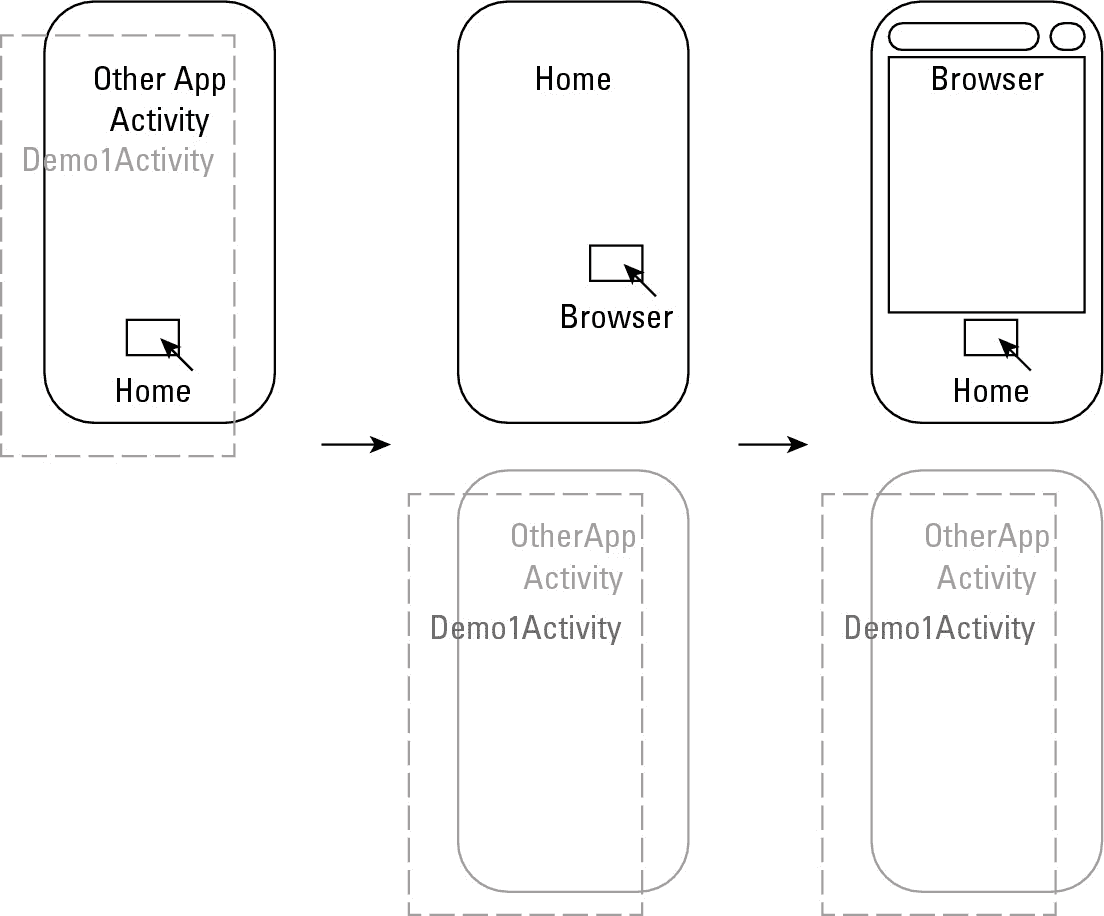 Other App
Activity
Demo1Activity
Home
Home
Browser
OtherApp
Activity
Demo1Activity
Browser
Home
OtherApp
Activity
Demo1Activity